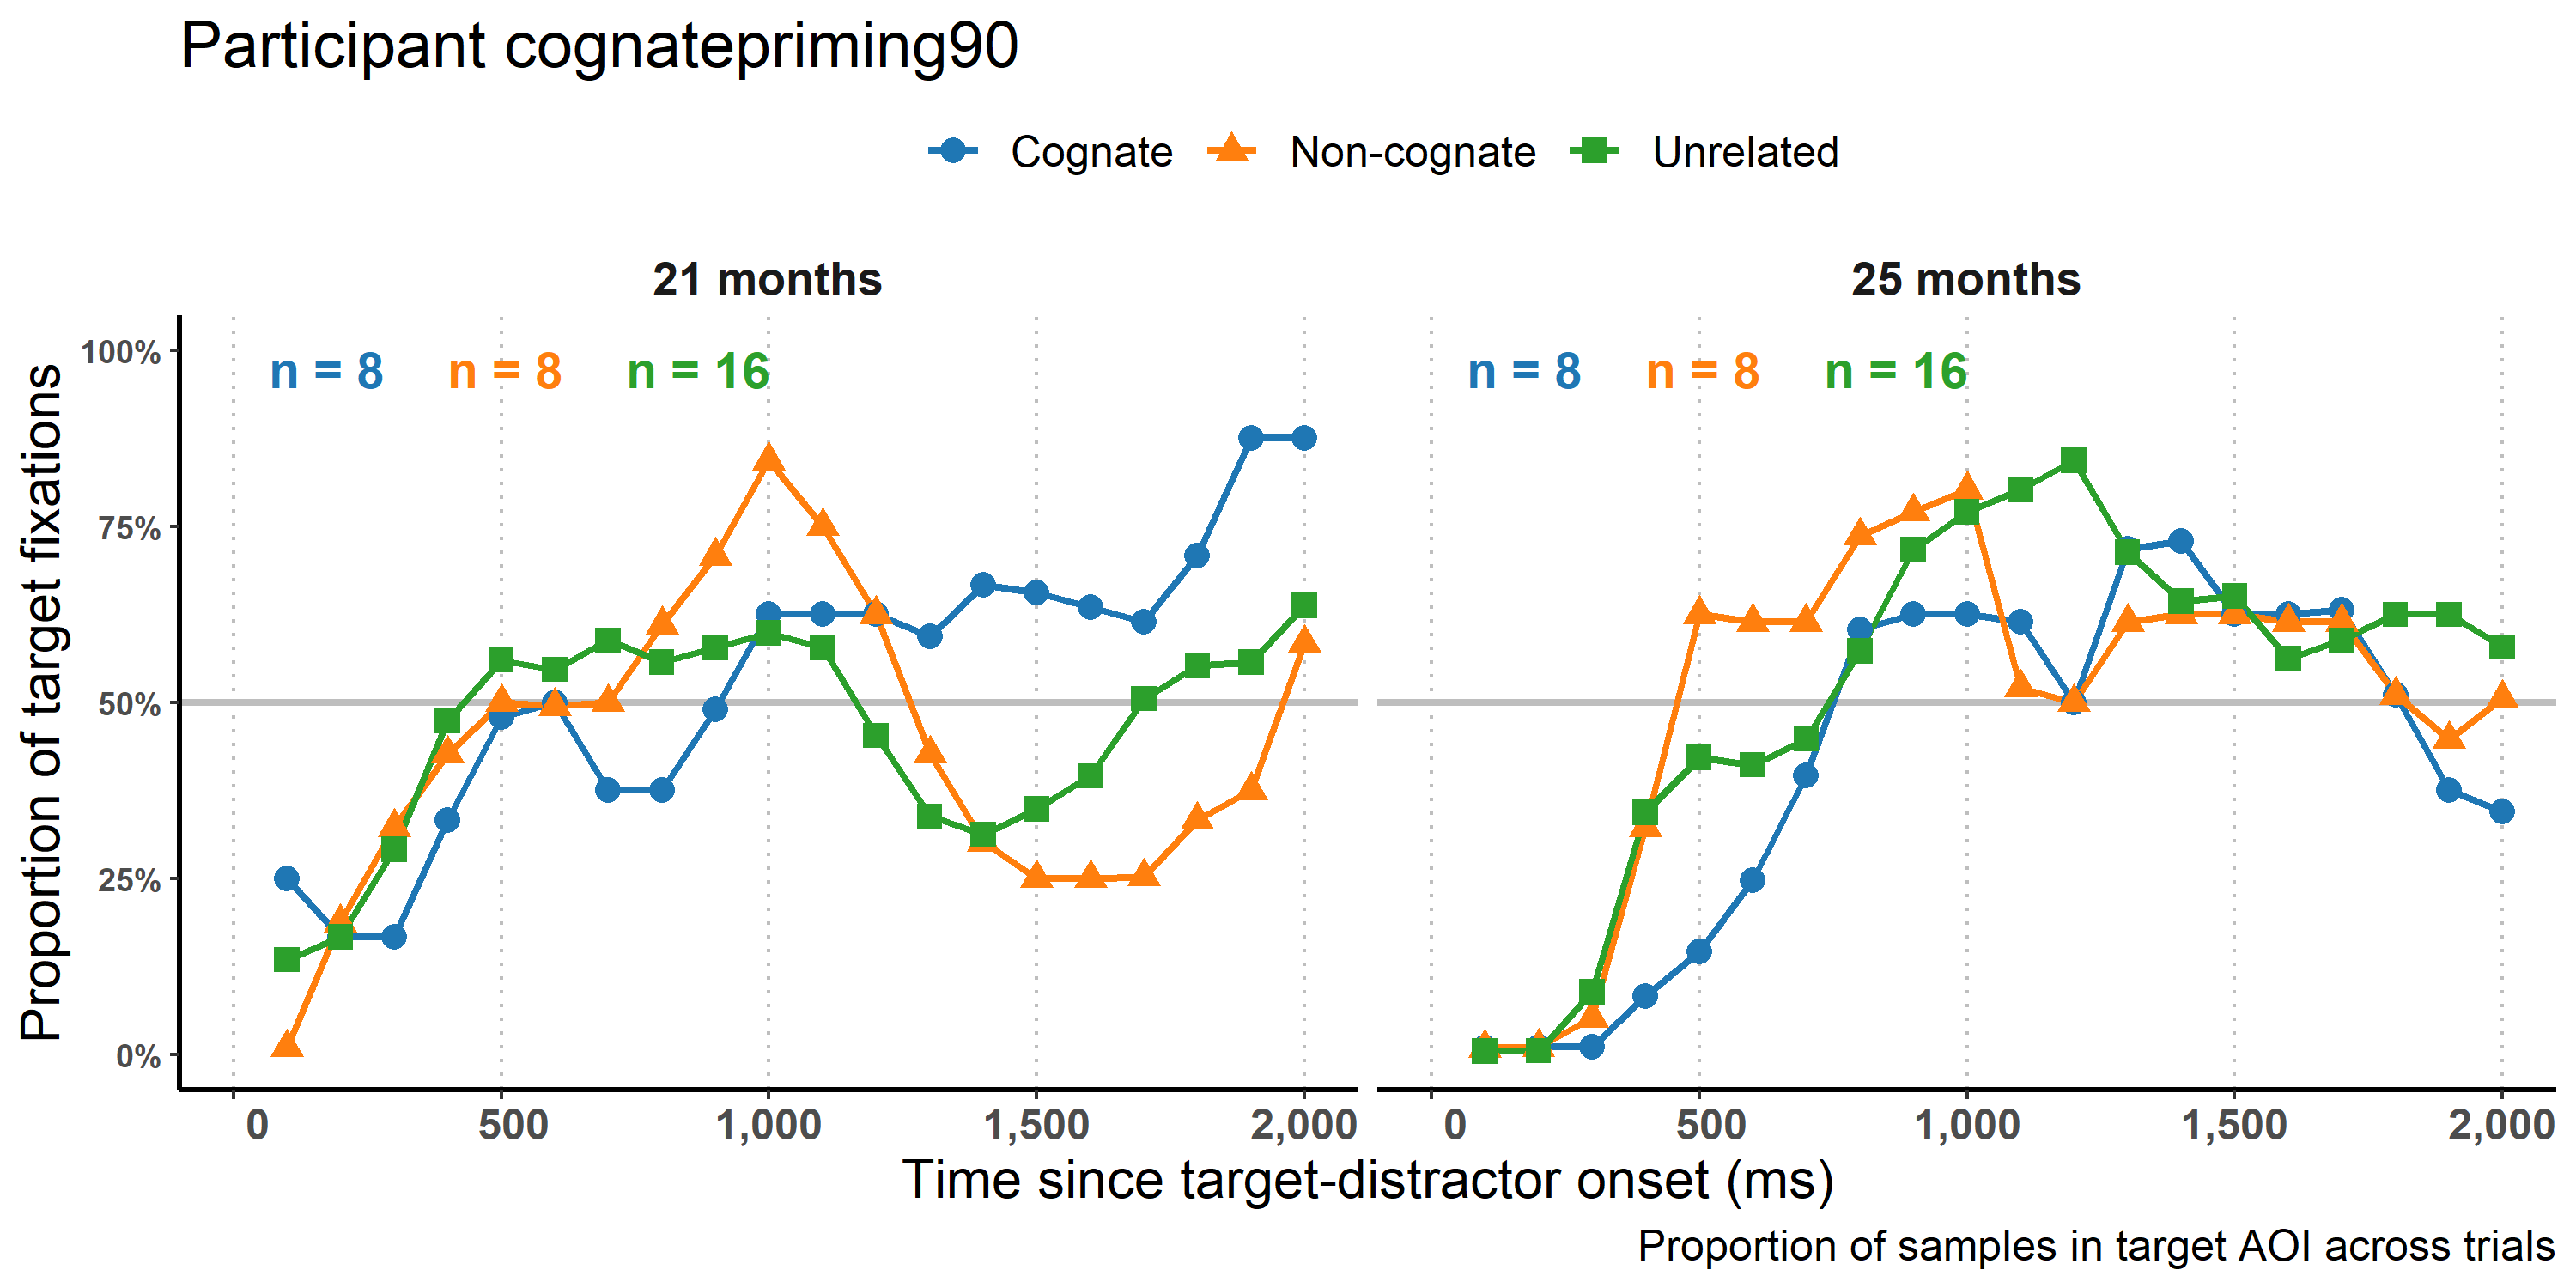 Participant cognatepriming90
Cognate Non-cognate Unrelated
21 months 25 months
n = 8 n = 8 n = 16 n = 8 n = 8 n = 16
Proportion of target fixations
100%
75%
50%
25%
0%
0 500 1,000 1,500 2,000 0 500 1,000 1,500 2,000
Time since target-distractor onset (ms)
Proportion of samples in target AOI across trials